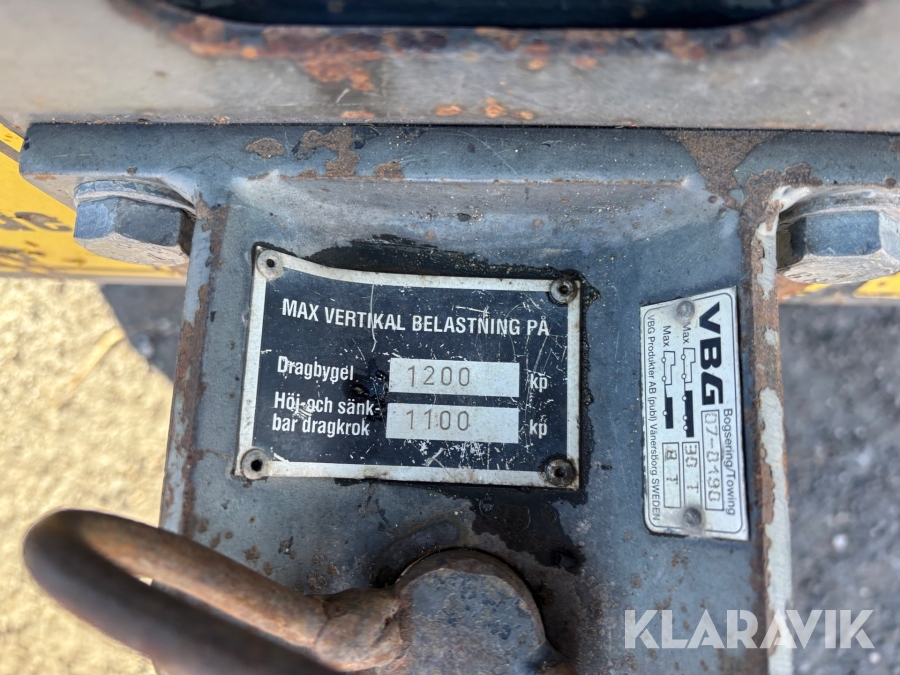 MAX VERTIKAL BELASTNING PÅ
Dragbygel 1200 kp
Höj-och sänk-
bar dragkrok 1100 kp
Bogsering/Towing
VBG 07-0190
Max 30 T
Max 8 T
VBG Produkter AB (publ) Vänersborg SWEDEN
KLARAVIK